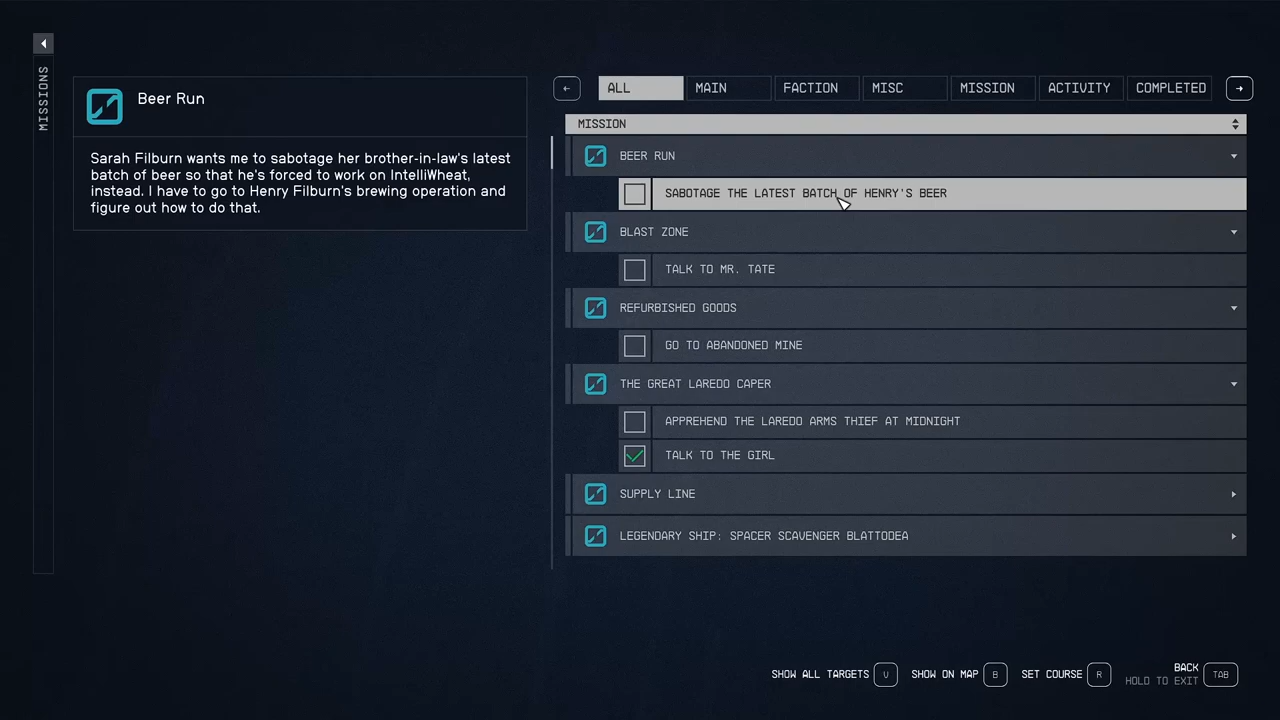 MISSIONS
Beer Run
Sarah Filburn wants me to sabotage her brother-in-law's latest
batch of beer so that he's forced to work on IntelliWheat,
instead. I have to go to Henry Filburn's brewing operation and
figure out how to do that.
ALL MAIN FACTION MISC MISSION ACTIVITY COMPLETED
MISSION
BEER RUN
SABOTAGE THE LATEST BATCH OF HENRY'S BEER
BLAST ZONE
TALK TO MR. TATE
REFURBISHED GOODS
GO TO ABANDONED MINE
THE GREAT LAREDO CAPER
APPREHEND THE LAREDO ARMS THIEF AT MIDNIGHT
TALK TO THE GIRL
SUPPLY LINE
LEGENDARY SHIP: SPACER SCAVENGER BLATTODEA
SHOW ALL TARGETS V SHOW ON MAP B SET COURSE R BACK TAB
HOLD TO EXIT